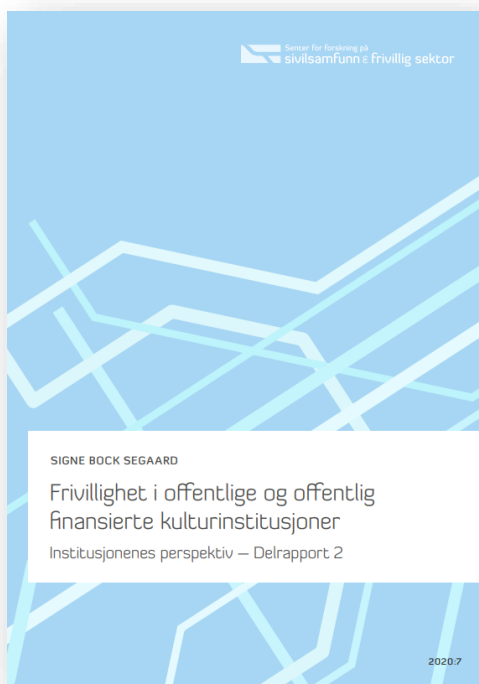 Senter for forskning på
sivilsamfunn & frivillig sektor
SIGNE BOCK SEGAARD
Frivillighet i offentlige og offentlig
finansierte kulturinstitusjoner
Institusjonenes perspektiv – Delrapport 2
2020:7